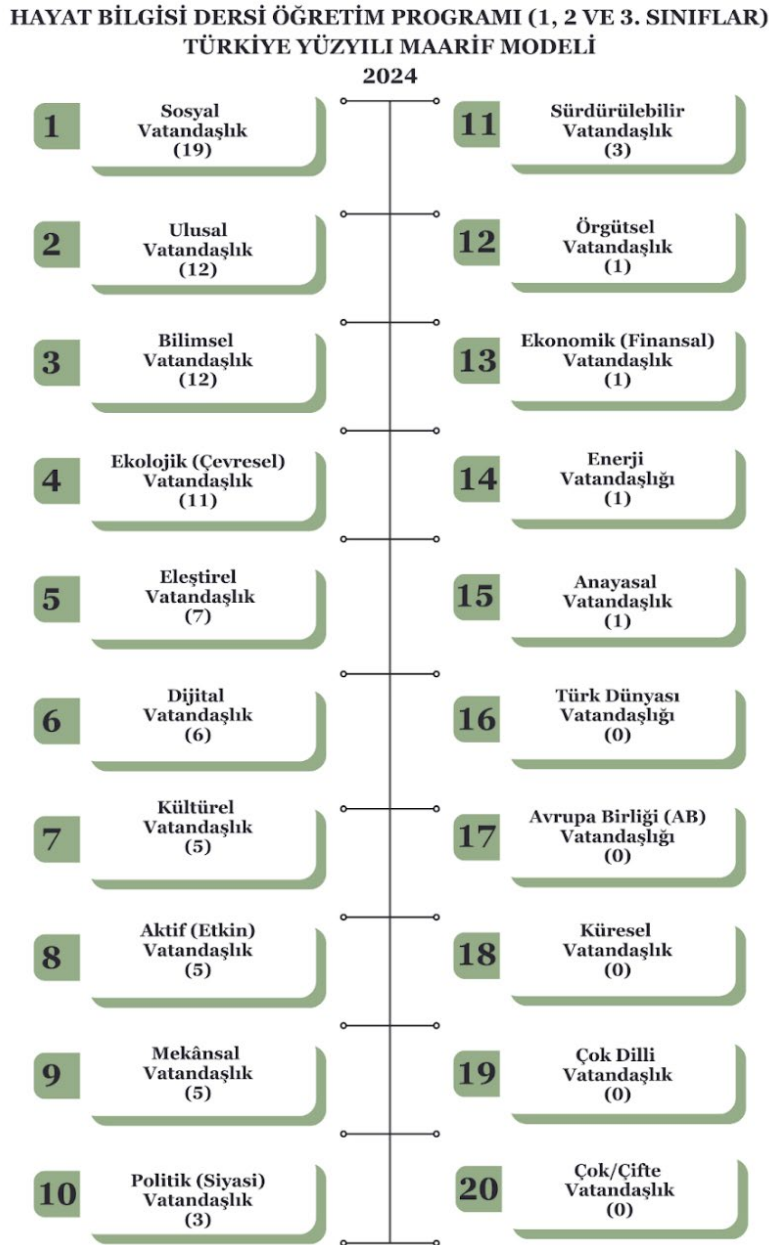 HAYAT BİLGİSİ DERSİ ÖĞRETİM PROGRAMI (1, 2 VE 3. SINIFLAR)
TÜRKİYE YÜZYILI MAARİF MODELİ
2024
1
Sosyal
Vatandaşlık
(19)
2
Ulusal
Vatandaşlık
(12)
3
Bilimsel
Vatandaşlık
(12)
4
Ekolojik (Çevresel)
Vatandaşlık
(11)
5
Eleştirel
Vatandaşlık
(7)
6
Dijital
Vatandaşlık
(6)
7
Kültürel
Vatandaşlık
(5)
8
Aktif (Etkin)
Vatandaşlık
(5)
9
Mekânsal
Vatandaşlık
(5)
10
Politik (Siyasi)
Vatandaşlık
(3)
11
Sürdürülebilir
Vatandaşlık
(3)
12
Örgütsel
Vatandaşlık
(1)
13
Ekonomik (Finansal)
Vatandaşlık
(1)
14
Enerji
Vatandaşlığı
(1)
15
Anayasal
Vatandaşlık
(1)
16
Türk Dünyası
Vatandaşlığı
(0)
17
Avrupa Birliği (AB)
Vatandaşlığı
(0)
18
Küresel
Vatandaşlık
(0)
19
Çok Dilli
Vatandaşlık
(0)
20
Çok/Çifte
Vatandaşlık
(0)